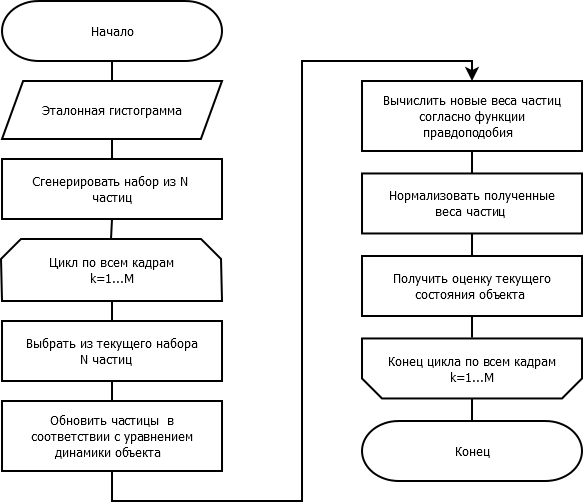 Начало
Эталонная гистограмма
Сгенерировать набор из N
частиц
Цикл по всем кадрам
k=1...M
Выбрать из текущего набора
N частиц
Обновить частицы в
соответствии с уравнением
динамики объекта
Вычислить новые веса частиц
согласно функции
правдоподобия
Нормализовать полученные
веса частиц
Получить оценку текущего
состояния объекта
Конец цикла по всем кадрам
k=1...M
Конец